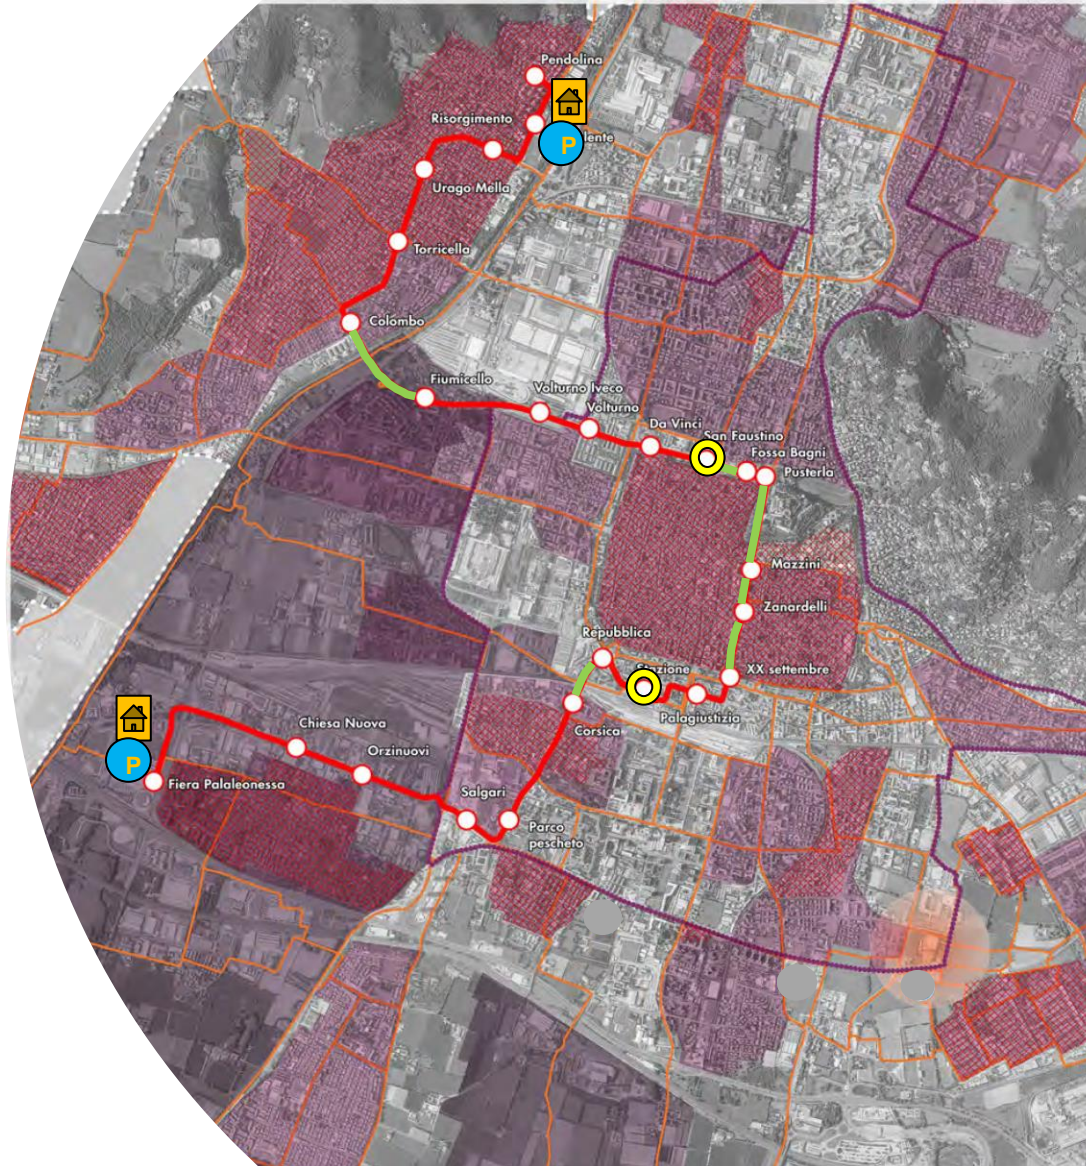 Pendolina
Risorgimento
P
Urago Mella
Torricella
Colombo
Fiumicello
Volturno Iveco
Volturno
Da Vinci
San Faustino
Fossa Bagni
Pusterla
Mazzini
Zanardelli
Repubblica
Stazione
XX settembre
Palagiustizia
Corsica
Chiesa Nuova
Orzinuovi
P
Fiera Palaleonessa
Salgari
Parco
pescheto